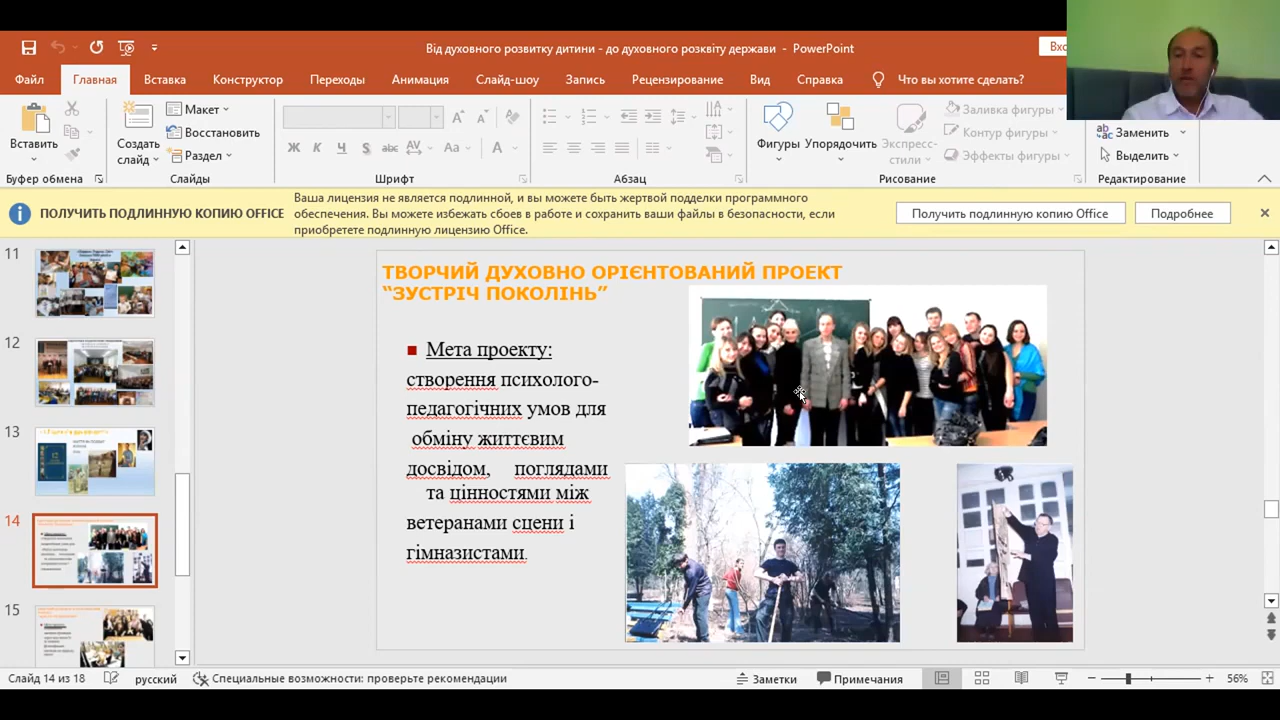 Від духовного розвитку дитини - до духовного розквіту держави - PowerPoint
Файл Главная Вставка Конструктор Переходы Анимация Слайд-шоу Запись Рецензирование Вид Справка Что вы хотите сделать?
Вставить
Буфер обмена
Создать слайд
Макет
Восстановить
Раздел
Слайды
Ж К Ч S abc AV Aa A
Шрифт
Абзац
Фигуры
Упорядочить
Экспресс-стили
Заливка фигуры
Контур фигуры
Эффекты фигуры
Рисование
Заменить
Выделить
Редактирование
ПОЛУЧИТЬ ПОДЛИННУЮ КОПИЮ OFFICE
Ваша лицензия не является подлинной, и вы можете быть жертвой подделки программного
обеспечения. Вы можете избежать сбоев в работе и сохранить ваши файлы в безопасности, если
приобретете подлинную лицензию Office.
Получить подлинную копию Office
Подробнее
11
12
13
14
15
ТВОРЧИЙ ДУХОВНО ОРІЄНТОВАНИЙ ПРОЕКТ
“ЗУСТРІЧ ПОКОЛІНЬ”
Мета проекту:
створення психолого-
педагогічних умов для
обміну життєвим
досвідом, поглядами
та цінностями між
ветеранами сцени і
гімназистами.
Слайд 14 из 18 русский Специальные возможности: проверьте рекомендации Заметки Примечания 56%